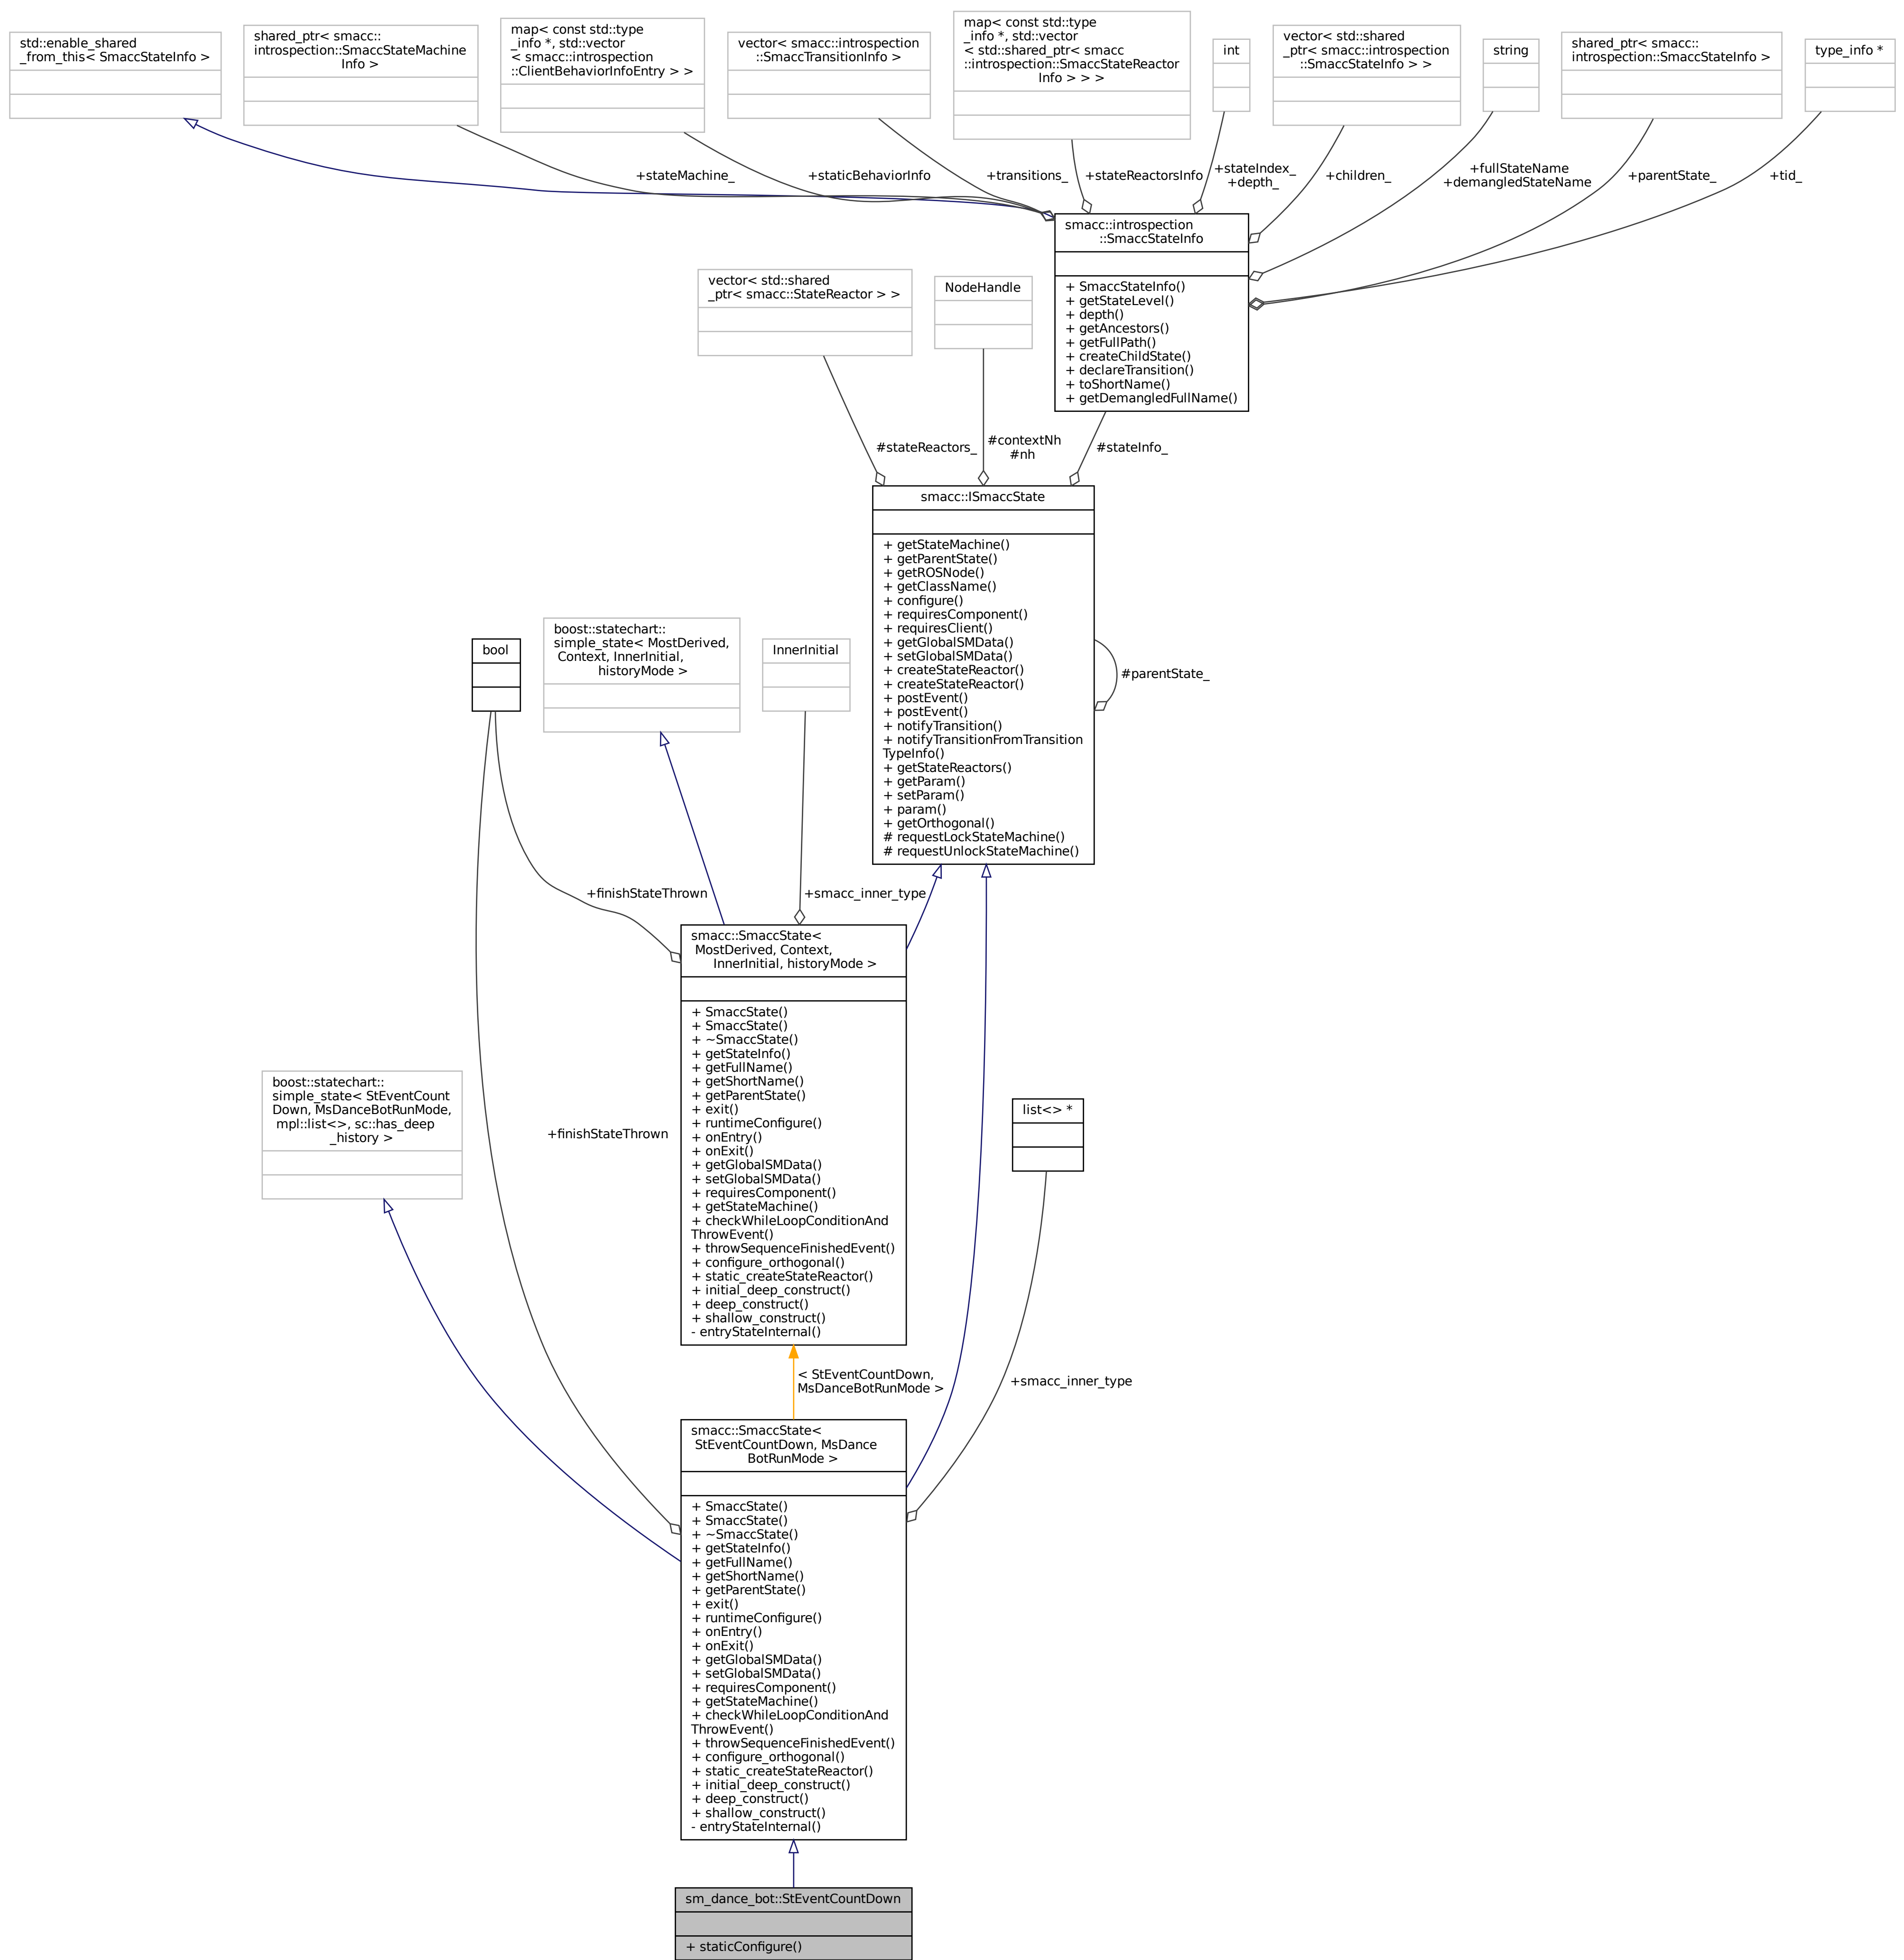 std::enable_shared
_from_this< SmaccStateInfo >
shared_ptr< smacc::
introspection::SmaccStateMachine
Info >
map< const std::type
_info *, std::vector
< smacc::introspection
::ClientBehaviorInfoEntry > >
vector< smacc::introspection
::SmaccTransitionInfo >
map< const std::type
_info *, std::vector
< std::shared_ptr< smacc
::introspection::SmaccStateReactor
Info > > >
int
vector< std::shared
_ptr< smacc::introspection
::SmaccStateInfo > >
string
shared_ptr< smacc::
introspection::SmaccStateInfo >
type_info *
+stateMachine_
+staticBehaviorInfo
+transitions_
+stateReactorsInfo
+stateIndex_
+depth_
+children_
+fullStateName
+demangledStateName
+parentState_
+tid_
smacc::introspection
::SmaccStateInfo
+ SmaccStateInfo()
+ getStateLevel()
+ depth()
+ getAncestors()
+ getFullPath()
+ createChildState()
+ declareTransition()
+ toShortName()
+ getDemangledFullName()
vector< std::shared
_ptr< smacc::StateReactor > >
NodeHandle
#stateReactors_
#contextNh
#nh
#stateInfo_
smacc::ISmaccState
+ getStateMachine()
+ getParentState()
+ getROSNode()
+ getClassName()
+ configure()
+ requiresComponent()
+ requiresClient()
+ getGlobalSMData()
+ setGlobalSMData()
+ createStateReactor()
+ createStateReactor()
+ postEvent()
+ postEvent()
+ notifyTransition()
+ notifyTransitionFromTransition
TypeInfo()
+ getStateReactors()
+ getParam()
+ setParam()
+ param()
+ getOrthogonal()
# requestLockStateMachine()
# requestUnlockStateMachine()
#parentState_
bool
boost::statechart::
simple_state< MostDerived,
Context, InnerInitial,
historyMode >
InnerInitial
+finishStateThrown
+smacc_inner_type
smacc::SmaccState<
MostDerived, Context,
InnerInitial, historyMode >
+ SmaccState()
+ SmaccState()
+ ~SmaccState()
+ getStateInfo()
+ getFullName()
+ getShortName()
+ getParentState()
+ exit()
+ runtimeConfigure()
+ onEntry()
+ onExit()
+ getGlobalSMData()
+ setGlobalSMData()
+ requiresComponent()
+ getStateMachine()
+ checkWhileLoopConditionAnd
ThrowEvent()
+ throwSequenceFinishedEvent()
+ configure_orthogonal()
+ static_createStateReactor()
+ initial_deep_construct()
+ deep_construct()
+ shallow_construct()
- entryStateInternal()
boost::statechart::
simple_state< StEventCount
Down, MsDanceBotRunMode,
mpl::list<>, sc::has_deep
_history >
+finishStateThrown
list<> *
< StEventCountDown,
MsDanceBotRunMode >
+smacc_inner_type
smacc::SmaccState<
StEventCountDown, MsDance
BotRunMode >
+ SmaccState()
+ SmaccState()
+ ~SmaccState()
+ getStateInfo()
+ getFullName()
+ getShortName()
+ getParentState()
+ exit()
+ runtimeConfigure()
+ onEntry()
+ onExit()
+ getGlobalSMData()
+ setGlobalSMData()
+ requiresComponent()
+ getStateMachine()
+ checkWhileLoopConditionAnd
ThrowEvent()
+ throwSequenceFinishedEvent()
+ configure_orthogonal()
+ static_createStateReactor()
+ initial_deep_construct()
+ deep_construct()
+ shallow_construct()
- entryStateInternal()
sm_dance_bot::StEventCountDown
+ staticConfigure()